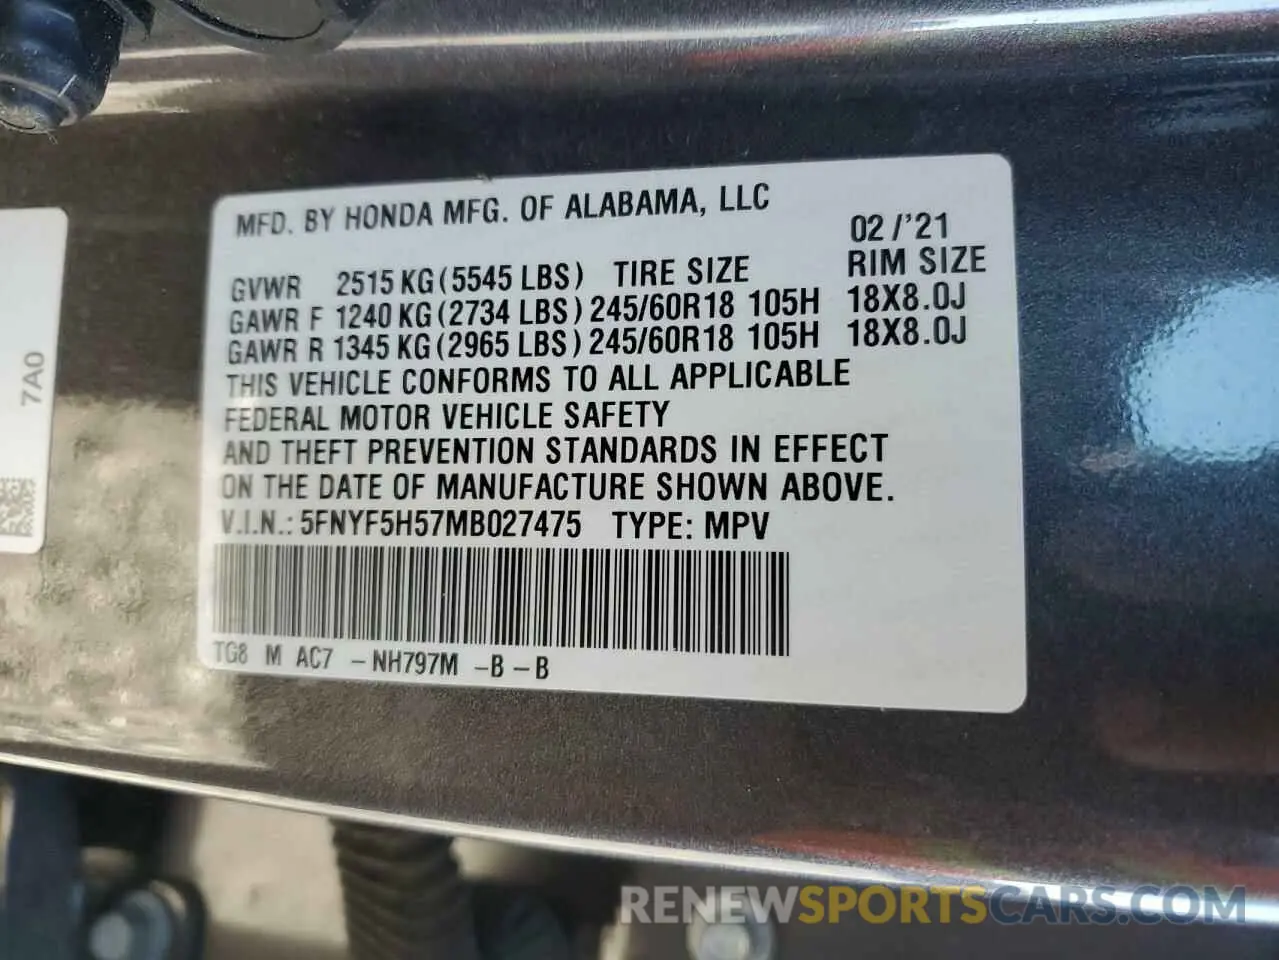 MFD. BY HONDA MFG. OF ALABAMA, LLC
02 /'21
GVWR 2515 KG (5545 LBS) TIRE SIZE RIM SIZE
GAWR F 1240 KG (2734 LBS) 245/60R18 105H 18X8.0J
GAWR R 1345 KG (2965 LBS) 245/60R18 105H 18X8.0J
THIS VEHICLE CONFORMS TO ALL APPLICABLE
FEDERAL MOTOR VEHICLE SAFETY
AND THEFT PREVENTION STANDARDS IN EFFECT
ON THE DATE OF MANUFACTURE SHOWN ABOVE.
V.I.N.: 5FNYF5H57MB027475 TYPE: MPV
TG8 M AC7 -NH797M -B-B
7A0
RENEWSPORTSCARS.COM